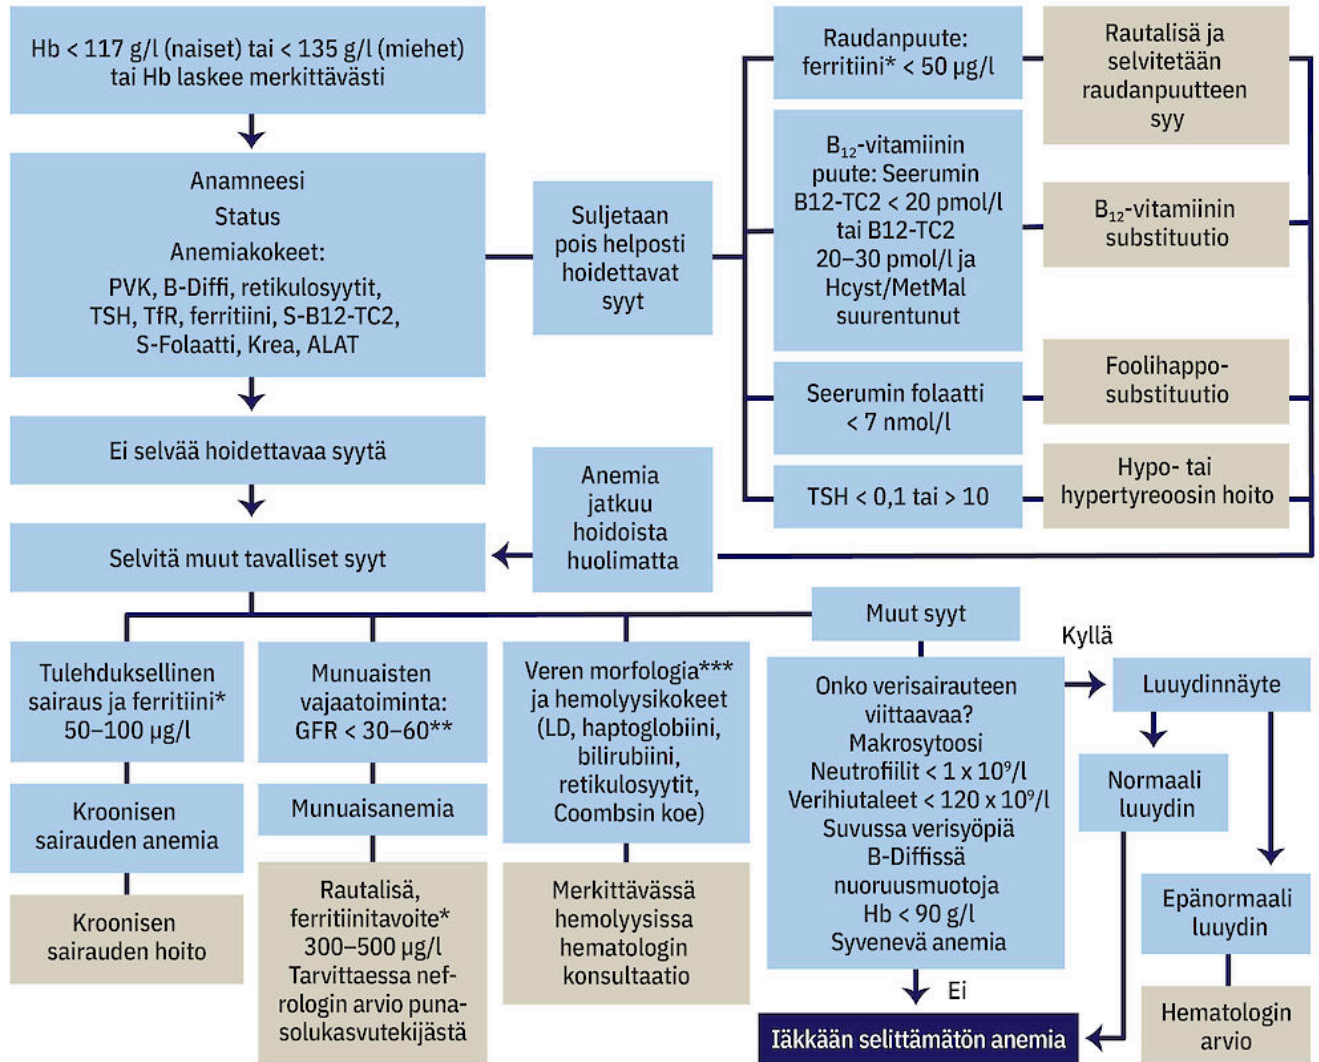 Hb < 117 g/l (naiset) tai < 135 g/l (miehet)
tai Hb laskee merkittävästi
Anamneesi
Status
Anemiakokeet:
PVK, B-Diffi, retikulosyytit,
TSH, TfR, ferritiini, S-B12-TC2,
S-Folaatti, Krea, ALAT
Suljetaan
pois helposti
hoidettavat
syyt
Raudanpuute:
ferritiini* < 50 µg/l
Rautalisä ja
selvitetään
raudanpuutteen
syy
B₁₂-vitamiinin
puute: Seerumin
B12-TC2 < 20 pmol/l
tai B12-TC2
20–30 pmol/l ja
Hcyst/MetMal
suurentunut
B₁₂-vitamiinin
substituutio
Seerumin folaatti
< 7 nmol/l
Foolihappo-
substituutio
TSH < 0,1 tai > 10
Hypo- tai
hypertyreoosin hoito
Ei selvää hoidettavaa syytä
Anemia
jatkuu
hoidoista
huolimatta
Selvitä muut tavalliset syyt
Tulehduksellinen
sairaus ja ferritiini*
50–100 µg/l
Kroonisen
sairauden anemia
Kroonisen
sairauden hoito
Munuaisten
vajaatoiminta:
GFR < 30–60**
Munuaisanemia
Rautalisä,
ferritiinitavoite*
300–500 µg/l
Tarvittaessa nef-
rologin arvio puna-
solukasvutekijästä
Veren morfologia***
ja hemolyysikokeet
(LD, haptoglobiini,
bilirubiini,
retikulosyytit,
Coombsin koe)
Merkittävässä
hemolyysissa
hematologin
konsultaatio
Muut syyt
Onko verisairauteen
viittaavaa?
Makrosytoosi
Neutrofiilit < 1 x 10⁹/l
Verihiutaleet < 120 x 10⁹/l
Suvussa verisyöpiä
B-Diffissä
nuoruusmuotoja
Hb < 90 g/l
Syvenevä anemia
Kyllä
Luuydinnäyte
Normaali
luuydin
Epänormaali
luuydin
Hematologin
arvio
Ei
Iäkkään selittämätön anemia